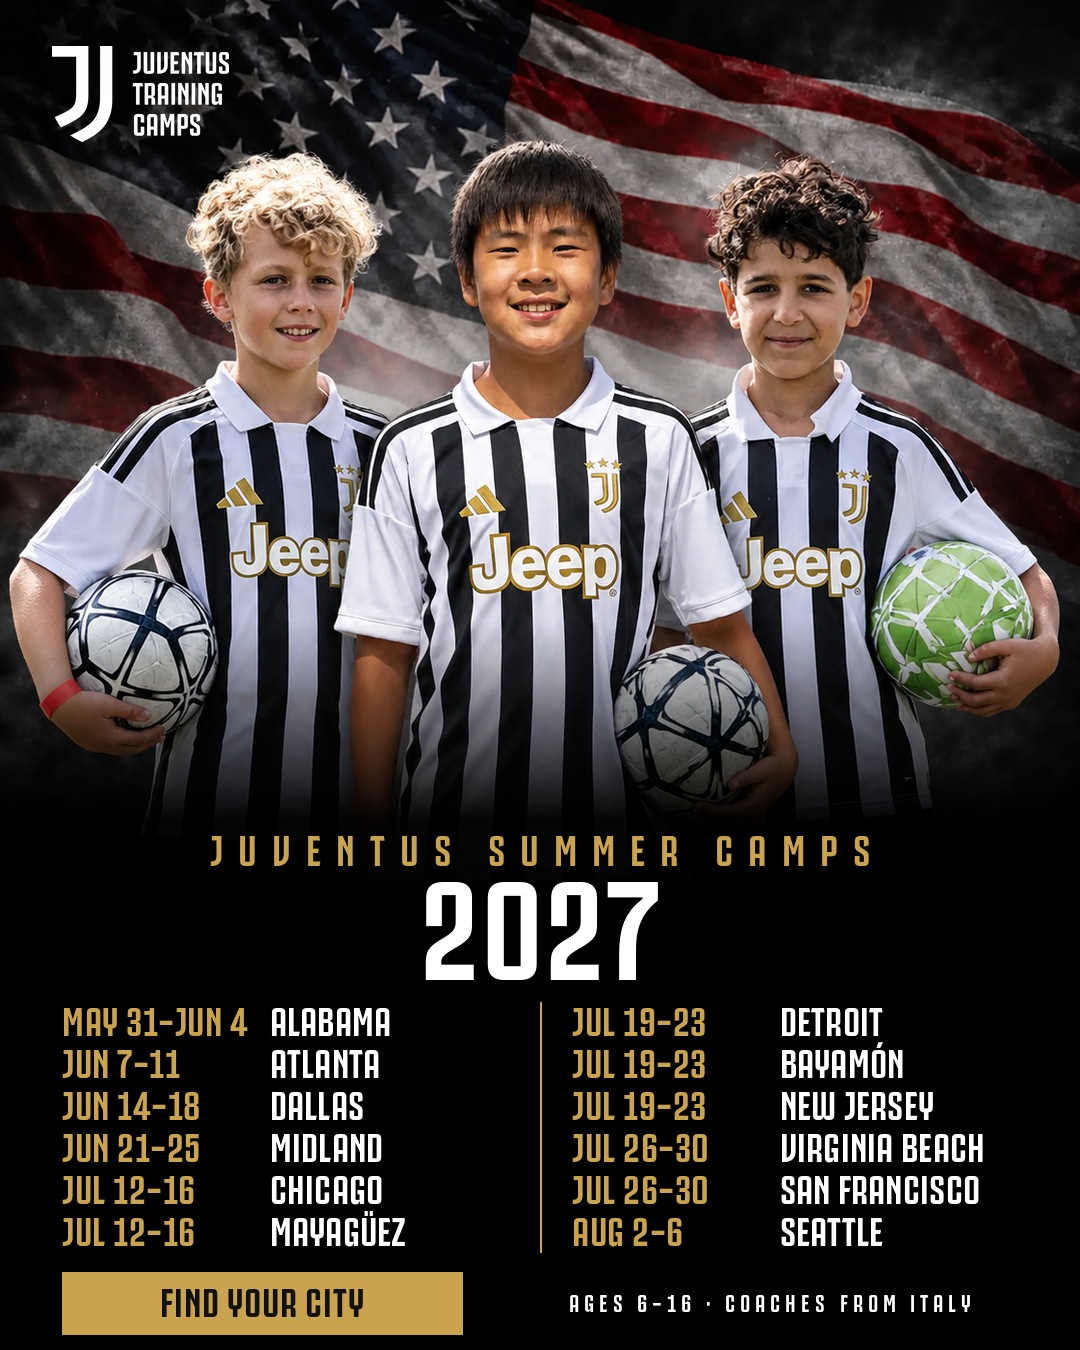 JUVENTUS
TRAINING
CAMPS
Jeep
Jeep
Jeep
JUVENTUS SUMMER CAMPS
2027
MAY 31-JUN 4 ALABAMA
JUN 7-11 ATLANTA
JUN 14-18 DALLAS
JUN 21-25 MIDLAND
JUL 12-16 CHICAGO
JUL 12-16 MAYAGÜEZ
JUL 19-23 DETROIT
JUL 19-23 BAYAMÓN
JUL 19-23 NEW JERSEY
JUL 26-30 VIRGINIA BEACH
JUL 26-30 SAN FRANCISCO
AUG 2-6 SEATTLE
FIND YOUR CITY
AGES 6-16 · COACHES FROM ITALY